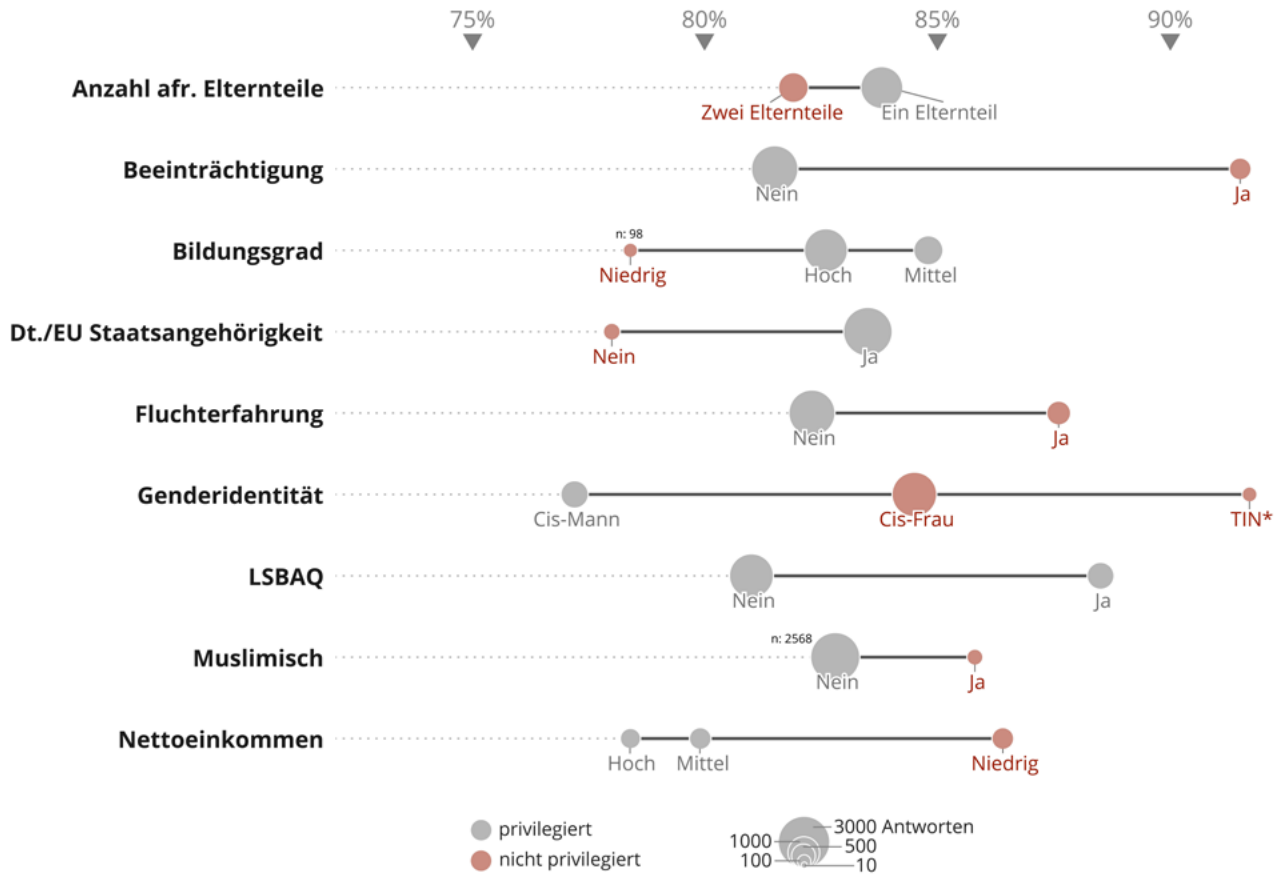 75% 80% 85% 90%
Anzahl afr. Elternteile
Zwei Elternteile Ein Elternteil
Beeinträchtigung
Nein Ja
n: 98
Bildungsgrad
Niedrig Hoch Mittel
Dt./EU Staatsangehörigkeit
Nein Ja
Fluchterfahrung
Nein Ja
Genderidentität
Cis-Mann Cis-Frau TIN*
LSBAQ
Nein Ja
n: 2568
Muslimisch
Nein Ja
Nettoeinkommen
Hoch Mittel Niedrig
privilegiert
nicht privilegiert
3000 Antworten
1000 500
100 10